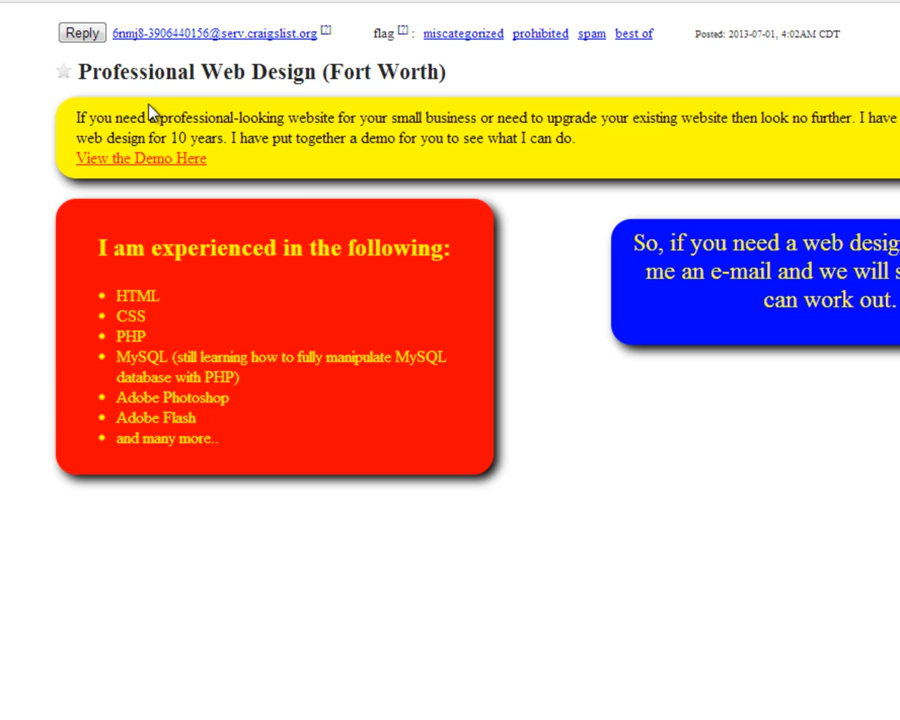 Reply 6nmj8-3906440156@serv.craigslist.org [?] flag [?] : miscategorized prohibited spam best of Posted: 2013-07-01, 4:02AM CDT
Professional Web Design (Fort Worth)
If you need a professional-looking website for your small business or need to upgrade your existing website then look no further. I have
web design for 10 years. I have put together a demo for you to see what I can do.
View the Demo Here
I am experienced in the following:
• HTML
• CSS
• PHP
• MySQL (still learning how to fully manipulate MySQL
database with PHP)
• Adobe Photoshop
• Adobe Flash
• and many more..
So, if you need a web desig
me an e-mail and we will s
can work out.